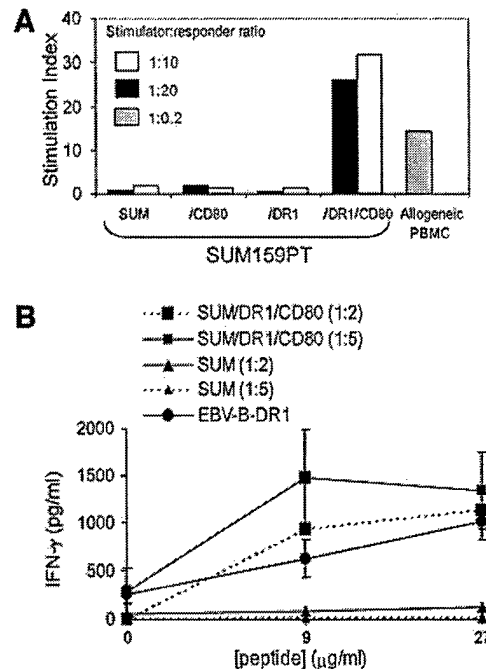 A
Stimulator:responder ratio
1:10
1:20
1:0.2
Stimulation Index
40
30
20
10
0
SUM
/CD80
/DR1
/DR1/CD80
Allogeneic
PBMC
SUM159PT
B
SUM/DR1/CD80 (1:2)
SUM/DR1/CD80 (1:5)
SUM (1:2)
SUM (1:5)
EBV-B-DR1
IFN-γ (pg/ml)
2000
1500
1000
500
0
0
9
27
[peptide] (μg/ml)